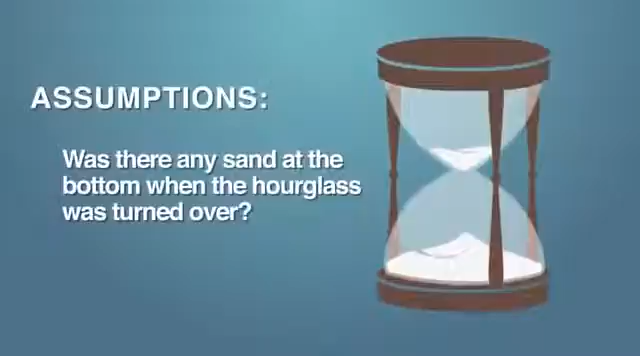 ASSUMPTIONS:
Was there any sand at the
bottom when the hourglass
was turned over?